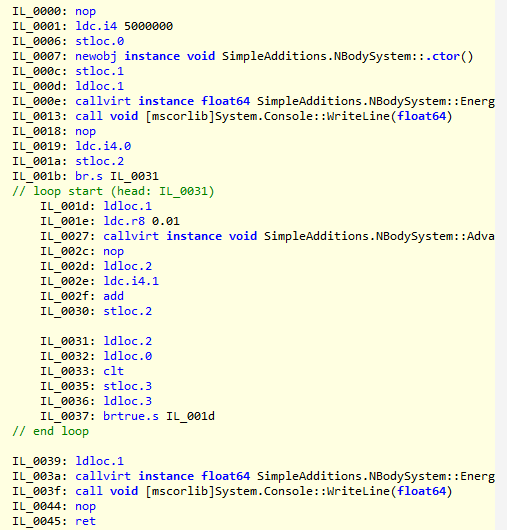 IL_0000: nop
IL_0001: ldc.i4 5000000
IL_0006: stloc.0
IL_0007: newobj instance void SimpleAdditions.NBodySystem::.ctor()
IL_000c: stloc.1
IL_000d: ldloc.1
IL_000e: callvirt instance float64 SimpleAdditions.NBodySystem::Energ
IL_0013: call void [mscorlib]System.Console::WriteLine(float64)
IL_0018: nop
IL_0019: ldc.i4.0
IL_001a: stloc.2
IL_001b: br.s IL_0031
// loop start (head: IL_0031)
IL_001d: ldloc.1
IL_001e: ldc.r8 0.01
IL_0027: callvirt instance void SimpleAdditions.NBodySystem::Adva
IL_002c: nop
IL_002d: ldloc.2
IL_002e: ldc.i4.1
IL_002f: add
IL_0030: stloc.2
IL_0031: ldloc.2
IL_0032: ldloc.0
IL_0033: clt
IL_0035: stloc.3
IL_0036: ldloc.3
IL_0037: brtrue.s IL_001d
// end loop
IL_0039: ldloc.1
IL_003a: callvirt instance float64 SimpleAdditions.NBodySystem::Energ
IL_003f: call void [mscorlib]System.Console::WriteLine(float64)
IL_0044: nop
IL_0045: ret